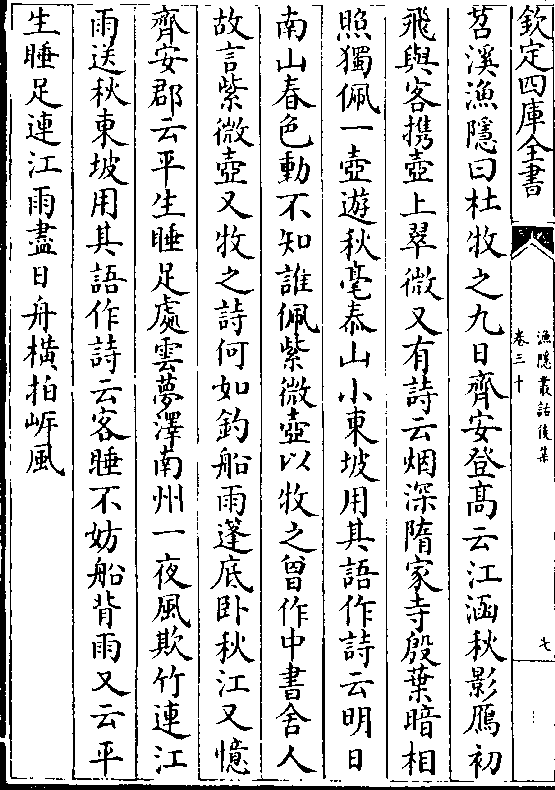 欽定四庫全書
漁隱叢話後集
卷三十
七
苕溪漁隱曰杜牧之九日齊安登髙云江涵秋影鴈初
飛與客攜壺上翠微又有詩云烟深隋家寺殷葉暗相
照獨佩一壺遊秋毫泰山小東坡用其語作詩云明日
南山春色動不知誰佩紫微壺以牧之曾作中書舍人
故言紫微壺又牧之詩何如釣船雨蓬底卧秋江又憶
齊安郡云平生睡足處雲夢澤南州一夜風欺竹連江
雨送秋東坡用其語作詩云客睡不妨船背雨又云平
生睡足連江雨盡日舟橫拍岸風